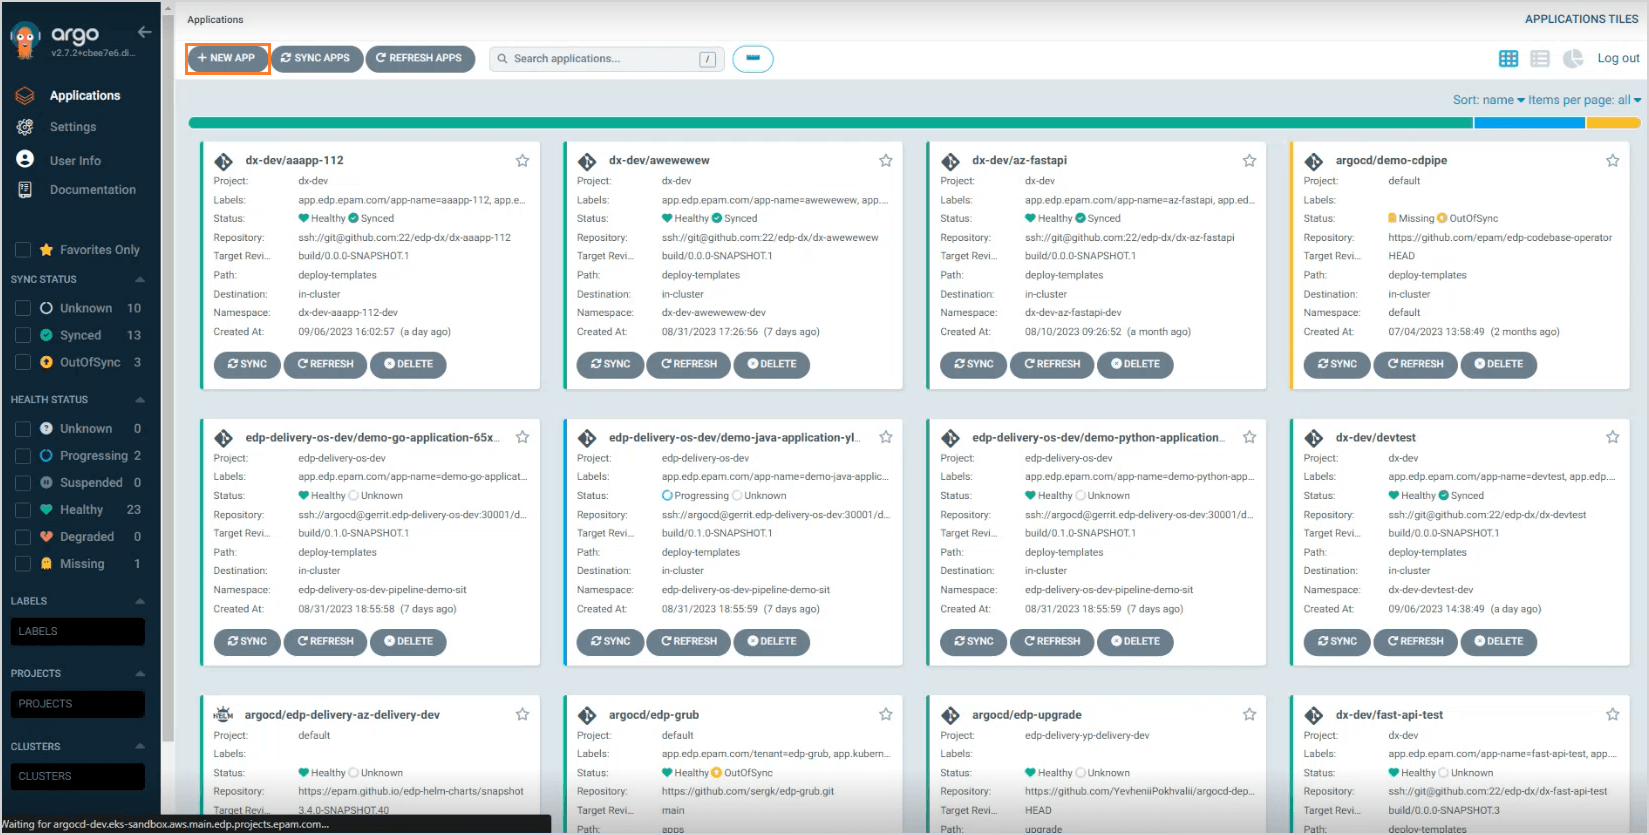 argo
v2.7.2+cbee7e6.di...
Applications
Settings
User Info
Documentation
Favorites Only
SYNC STATUS
Unknown 10
Synced 13
OutOfSync 3
HEALTH STATUS
Unknown 0
Progressing 2
Suspended 0
Healthy 23
Degraded 0
Missing 1
LABELS
LABELS
PROJECTS
PROJECTS
CLUSTERS
CLUSTERS
Waiting for argocd-dev.eks-sandbox.aws.main.edp.projects.epam.com...
Applications
APPLICATIONS TILES
+ NEW APP
SYNC APPS
REFRESH APPS
Search applications...
/
Log out
Sort: name Items per page: all
dx-dev/aaapp-112
Project: dx-dev
Labels: app.edp.epam.com/app-name=aaapp-112, app.e...
Status: Healthy Synced
Repository: ssh://git@github.com:22/edp-dx/dx-aaapp-112
Target Revi... build/0.0.0-SNAPSHOT.1
Path: deploy-templates
Destination: in-cluster
Namespace: dx-dev-aaapp-112-dev
Created At: 09/06/2023 16:02:57 (a day ago)
SYNC REFRESH DELETE
dx-dev/awewewew
Project: dx-dev
Labels: app.edp.epam.com/app-name=awewewew, app....
Status: Healthy Synced
Repository: ssh://git@github.com:22/edp-dx/dx-awewewew
Target Revi... build/0.0.0-SNAPSHOT.1
Path: deploy-templates
Destination: in-cluster
Namespace: dx-dev-awewewew-dev
Created At: 08/31/2023 17:26:56 (7 days ago)
SYNC REFRESH DELETE
dx-dev/az-fastapi
Project: dx-dev
Labels: app.edp.epam.com/app-name=az-fastapi, app.ed...
Status: Healthy Synced
Repository: ssh://git@github.com:22/edp-dx/dx-az-fastapi
Target Revi... build/0.0.0-SNAPSHOT.1
Path: deploy-templates
Destination: in-cluster
Namespace: dx-dev-az-fastapi-dev
Created At: 08/10/2023 09:26:52 (a month ago)
SYNC REFRESH DELETE
argocd/demo-cdpipe
Project: default
Labels:
Status: Missing OutOfSync
Repository: https://github.com/epam/edp-codebase-operator
Target Revi... HEAD
Path: deploy-templates
Destination: in-cluster
Namespace: default
Created At: 07/04/2023 13:58:49 (2 months ago)
SYNC REFRESH DELETE
edp-delivery-os-dev/demo-go-application-65x...
Project: edp-delivery-os-dev
Labels: app.edp.epam.com/app-name=demo-go-applicat...
Status: Healthy Unknown
Repository: ssh://argocd@gerrit.edp-delivery-os-dev:30001/d...
Target Revi... build/0.1.0-SNAPSHOT.1
Path: deploy-templates
Destination: in-cluster
Namespace: edp-delivery-os-dev-pipeline-demo-sit
Created At: 08/31/2023 18:55:58 (7 days ago)
SYNC REFRESH DELETE
edp-delivery-os-dev/demo-java-application-yl...
Project: edp-delivery-os-dev
Labels: app.edp.epam.com/app-name=demo-java-applic...
Status: Progressing Unknown
Repository: ssh://argocd@gerrit.edp-delivery-os-dev:30001/d...
Target Revi... build/0.1.0-SNAPSHOT.1
Path: deploy-templates
Destination: in-cluster
Namespace: edp-delivery-os-dev-pipeline-demo-sit
Created At: 08/31/2023 18:55:59 (7 days ago)
SYNC REFRESH DELETE
edp-delivery-os-dev/demo-python-application...
Project: edp-delivery-os-dev
Labels: app.edp.epam.com/app-name=demo-python-app...
Status: Healthy Unknown
Repository: ssh://argocd@gerrit.edp-delivery-os-dev:30001/d...
Target Revi... build/0.1.0-SNAPSHOT.1
Path: deploy-templates
Destination: in-cluster
Namespace: edp-delivery-os-dev-pipeline-demo-sit
Created At: 08/31/2023 18:55:59 (7 days ago)
SYNC REFRESH DELETE
dx-dev/devtest
Project: dx-dev
Labels: app.edp.epam.com/app-name=devtest, app.edp....
Status: Healthy Synced
Repository: ssh://git@github.com:22/edp-dx/dx-devtest
Target Revi... build/0.0.0-SNAPSHOT.1
Path: deploy-templates
Destination: in-cluster
Namespace: dx-dev-devtest-dev
Created At: 09/06/2023 14:38:49 (a day ago)
SYNC REFRESH DELETE
HELM
argocd/edp-delivery-az-delivery-dev
Project: default
Labels:
Status: Healthy Unknown
Repository: https://epam.github.io/edp-helm-charts/snapshot
Target Revi... 3.4.0-SNAPSHOT.40
argocd/edp-grub
Project: default
Labels: app.edp.epam.com/tenant=edp-grub, app.kubern...
Status: Healthy OutOfSync
Repository: https://github.com/sergk/edp-grub.git
Target Revi... main
Path: apps
argocd/edp-upgrade
Project: edp-delivery-yp-delivery-dev
Labels:
Status: Healthy Unknown
Repository: https://github.com/YevheniiPokhvalii/argocd-dep...
Target Revi... HEAD
Path: upgrade
dx-dev/fast-api-test
Project: dx-dev
Labels: app.edp.epam.com/app-name=fast-api-test, app....
Status: Healthy Unknown
Repository: ssh://git@github.com:22/edp-dx/dx-fast-api-test
Target Revi... build/0.0.0-SNAPSHOT.3
Path: deploy-templates